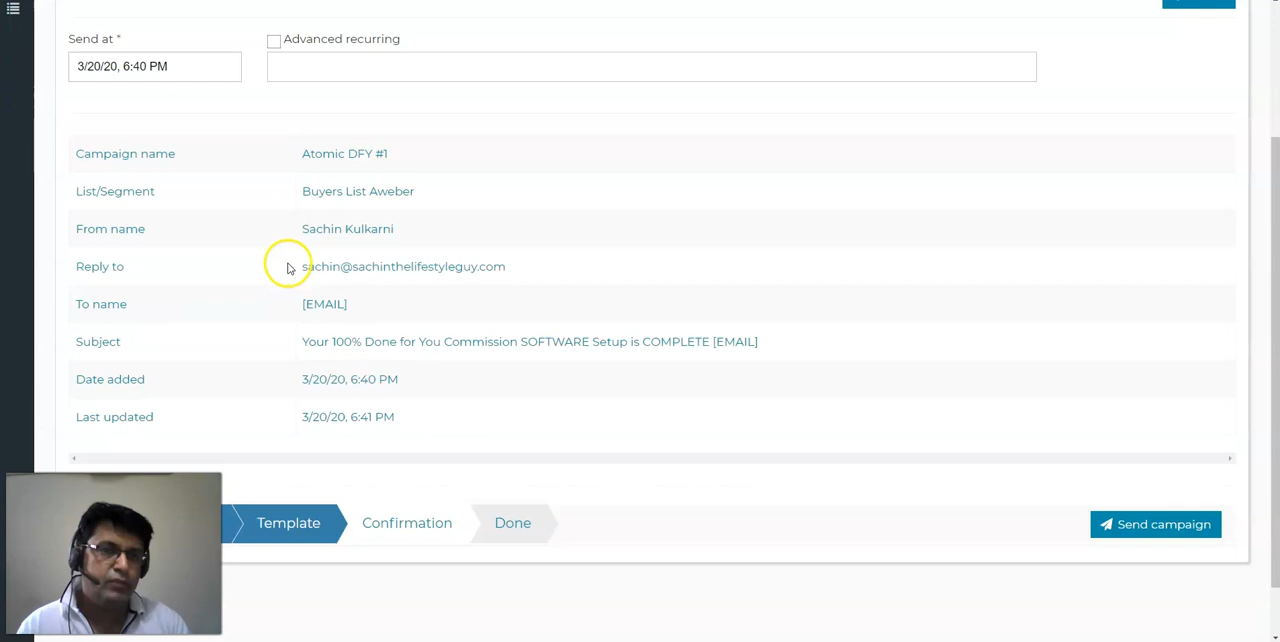 Send at *
Advanced recurring
3/20/20, 6:40 PM
Campaign name Atomic DFY #1
List/Segment Buyers List Aweber
From name Sachin Kulkarni
Reply to sachin@sachinthelifestyleguy.com
To name [EMAIL]
Subject Your 100% Done for You Commission SOFTWARE Setup is COMPLETE [EMAIL]
Date added 3/20/20, 6:40 PM
Last updated 3/20/20, 6:41 PM
Template Confirmation Done Send campaign